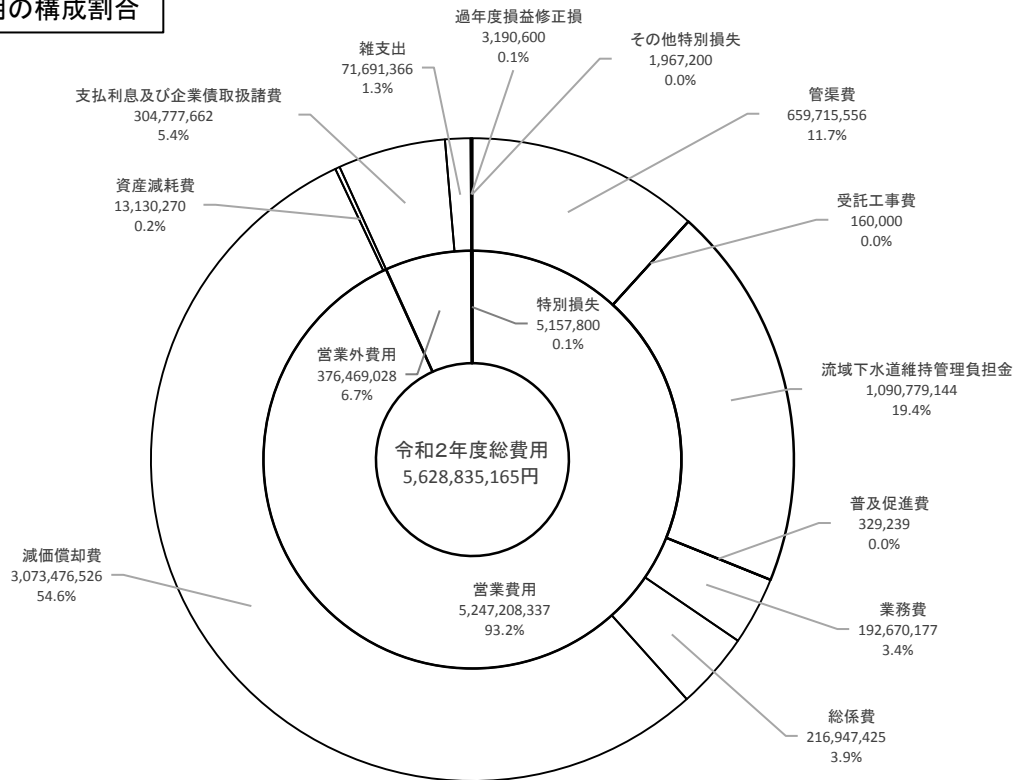 用の構成割合
過年度損益修正損
3,190,600
0.1%
その他特別損失
1,967,200
0.0%
雑支出
71,691,366
1.3%
支払利息及び企業債取扱諸費
304,777,662
5.4%
管渠費
659,715,556
11.7%
資産減耗費
13,130,270
0.2%
受託工事費
160,000
0.0%
特別損失
5,157,800
0.1%
営業外費用
376,469,028
6.7%
流域下水道維持管理負担金
1,090,779,144
19.4%
令和2年度総費用
5,628,835,165円
普及促進費
329,239
0.0%
減価償却費
3,073,476,526
54.6%
営業費用
5,247,208,337
93.2%
業務費
192,670,177
3.4%
総係費
216,947,425
3.9%